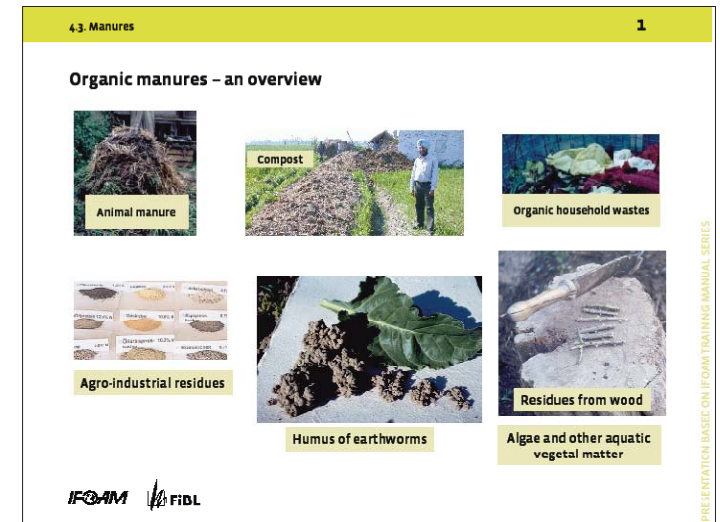 4.3. Manures
1
Organic manures – an overview
Animal manure
Compost
Organic household wastes
Agro-industrial residues
Humus of earthworms
Residues from wood
Algae and other aquatic
vegetal matter
IFOAM
FiBL
PRESENTATION BASED ON IFOAM TRAINING MANUAL SERIES